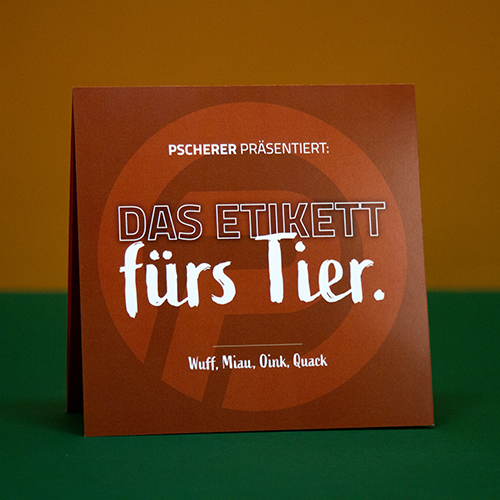 PSCHERER PRÄSENTIERT:
DAS ETIKETT
fürs Tier.
Wuff, Miau, Oink, Quack